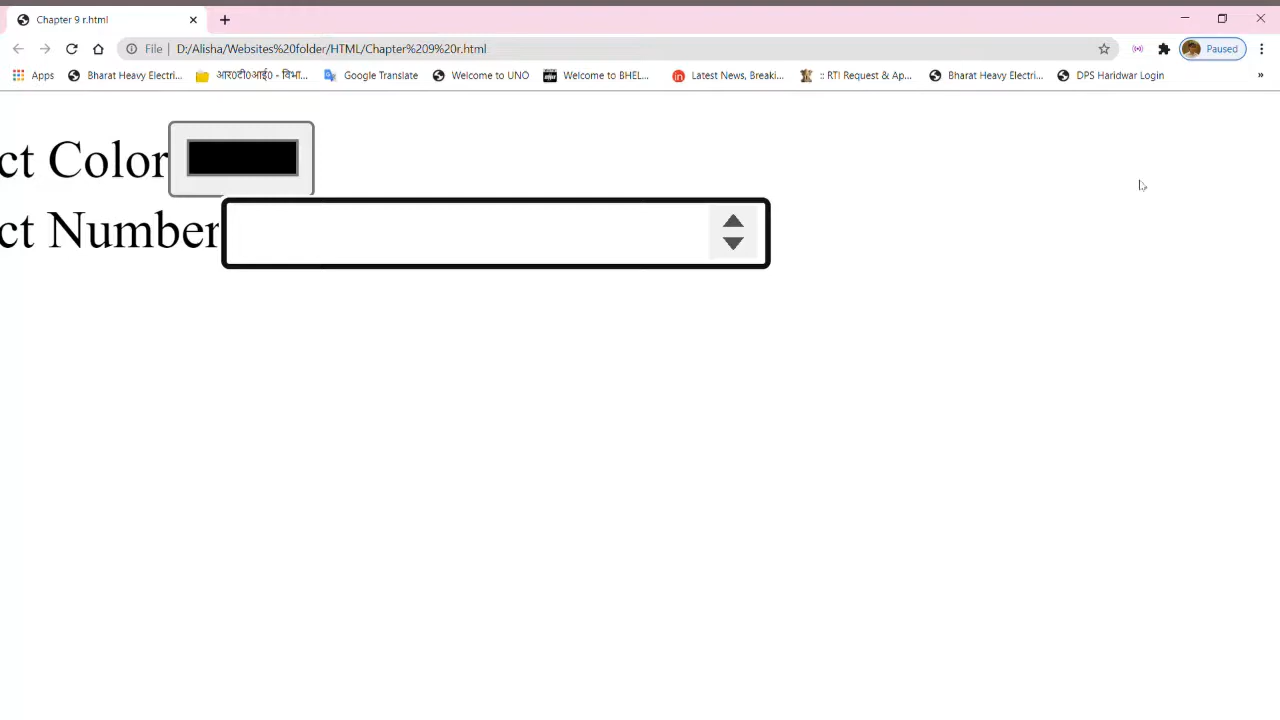 Chapter 9 r.html
File | D:/Alisha/Websites%20folder/HTML/Chapter%209%20r.html
Paused
Apps Bharat Heavy Electri... आर0टी0आई0 - विभा... Google Translate Welcome to UNO Welcome to BHEL... Latest News, Breaki... :: RTI Request & Ap... Bharat Heavy Electri... DPS Haridwar Login »
ct Color
ct Number